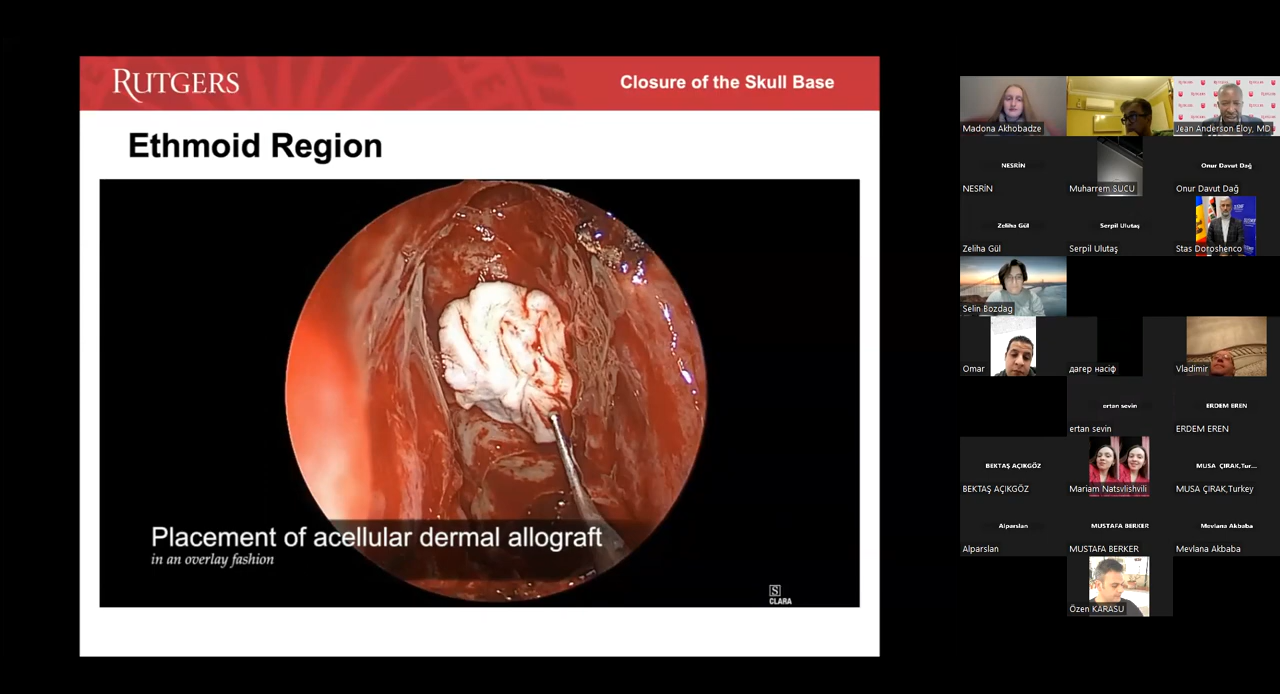 RUTGERS
Closure of the Skull Base
Ethmoid Region
Placement of acellular dermal allograft
in an overlay fashion
S
CLARA
Madona Akhobadze
Jean Anderson Eloy, MD
NESRİN
NESRİN
Muharrem SUCU
Onur Davut Dağ
Onur Davut Dağ
Zeliha Gül
Zeliha Gül
Serpil Ulutaş
Serpil Ulutaş
Stas Doroshenco
Selin Bozdag
Omar
дагер насіф
Vladimir
ertan sevin
ertan sevin
ERDEM EREN
ERDEM EREN
BEKTAŞ AÇIKGÖZ
BEKTAŞ AÇIKGÖZ
Mariam Natsvlishvili
MUSA ÇIRAK,Tur...
MUSA ÇIRAK,Turkey
Alparslan
Alparslan
MUSTAFA BERKER
MUSTAFA BERKER
Mevlana Akbaba
Mevlana Akbaba
Özen KARASU